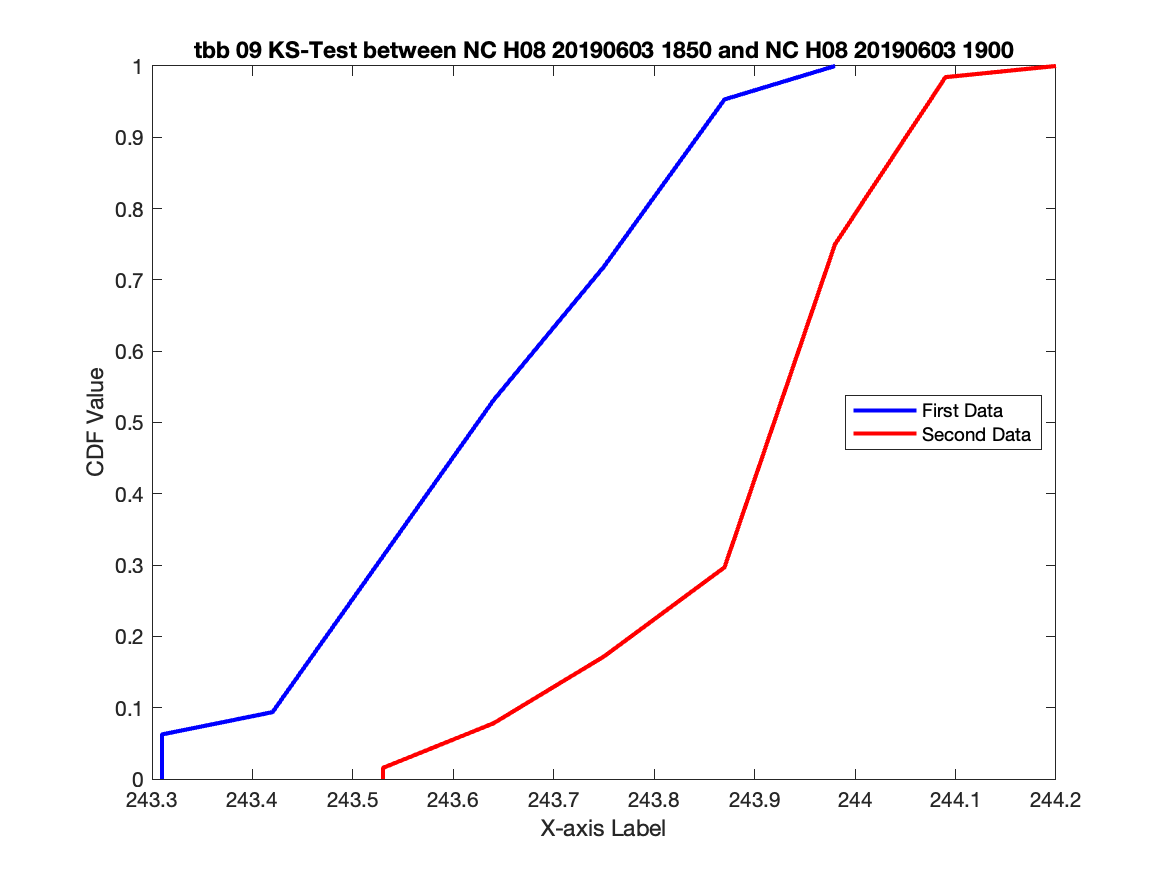 tbb 09 KS-Test between NC H08 20190603 1850 and NC H08 20190603 1900
1
0.9
0.8
0.7
0.6
0.5
0.4
0.3
0.2
0.1
0
CDF Value
First Data
Second Data
243.3 243.4 243.5 243.6 243.7 243.8 243.9 244 244.1 244.2
X-axis Label